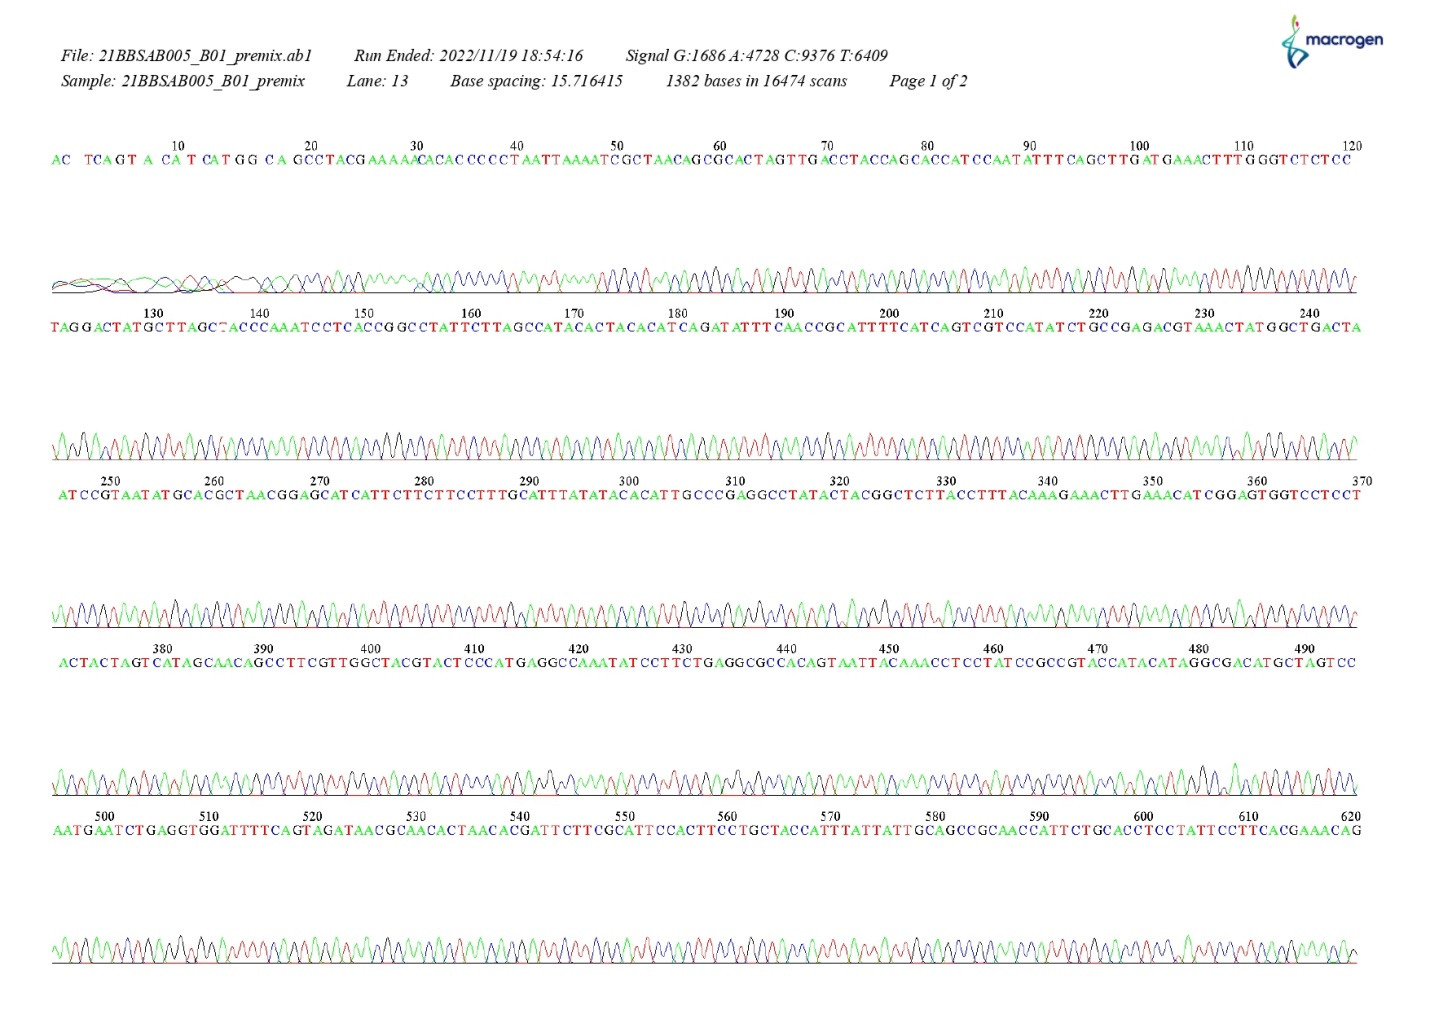 macrogen
File: 21BBSAB005_B01_premix.ab1 Run Ended: 2022/11/19 18:54:16 Signal G:1686 A:4728 C:9376 T:6409
Sample: 21BBSAB005_B01_premix Lane: 13 Base spacing: 15.716415 1382 bases in 16474 scans Page 1 of 2
10 20 30 40 50 60 70 80 90 100 110 120
AC TCAGT A CA T CATGG C A GCCTACGAAAAACACACCCCCTAATTAAAATCGCTAACAGCGCACTAGTTGACCTACCAGCACCATCCAATATTTCAGCTTGATGAAACTTTGGGTCTCTCC
130 140 150 160 170 180 190 200 210 220 230 240
TAGGACTATGCTTAGCTACCCAAATCCTCACCGGCCTATTCTTAGCCATACACTACACATCAGATATTTCAACCGCATTTTCATCAGTCGTCCATATCTGCCGAGACGTAAACTATGGCTGACTA
250 260 270 280 290 300 310 320 330 340 350 360 370
ATCCGTAATATGCACGCTAACGGAGCATCATTCTTCTTCCTTTGCATTTATATACACATTGCCCGAGGCCTATACTACGGCTCTTACCTTTACAAAGAAACTTGAAACATCGGAGTGGTCCTCCT
380 390 400 410 420 430 440 450 460 470 480 490
ACTACTAGTCATAGCAACAGCCTTCGTTGGCTACGTACTCCCATGAGGCCAAATATCCTTCTGAGGCGCCACAGTAATTACAAACCTCCTATCCGCCGTACCATACATAGGCGACATGCTAGTCC
500 510 520 530 540 550 560 570 580 590 600 610 620
AATGAATCTGAGGTGGATTTTCAGTAGATAACGCAACACTAACACGATTCTTCGCATTCCACTTCCTGCTACCATTTATTATTGCAGCCGCAACCATTCTGCACCTCCTATTCCTTCACGAAACAG